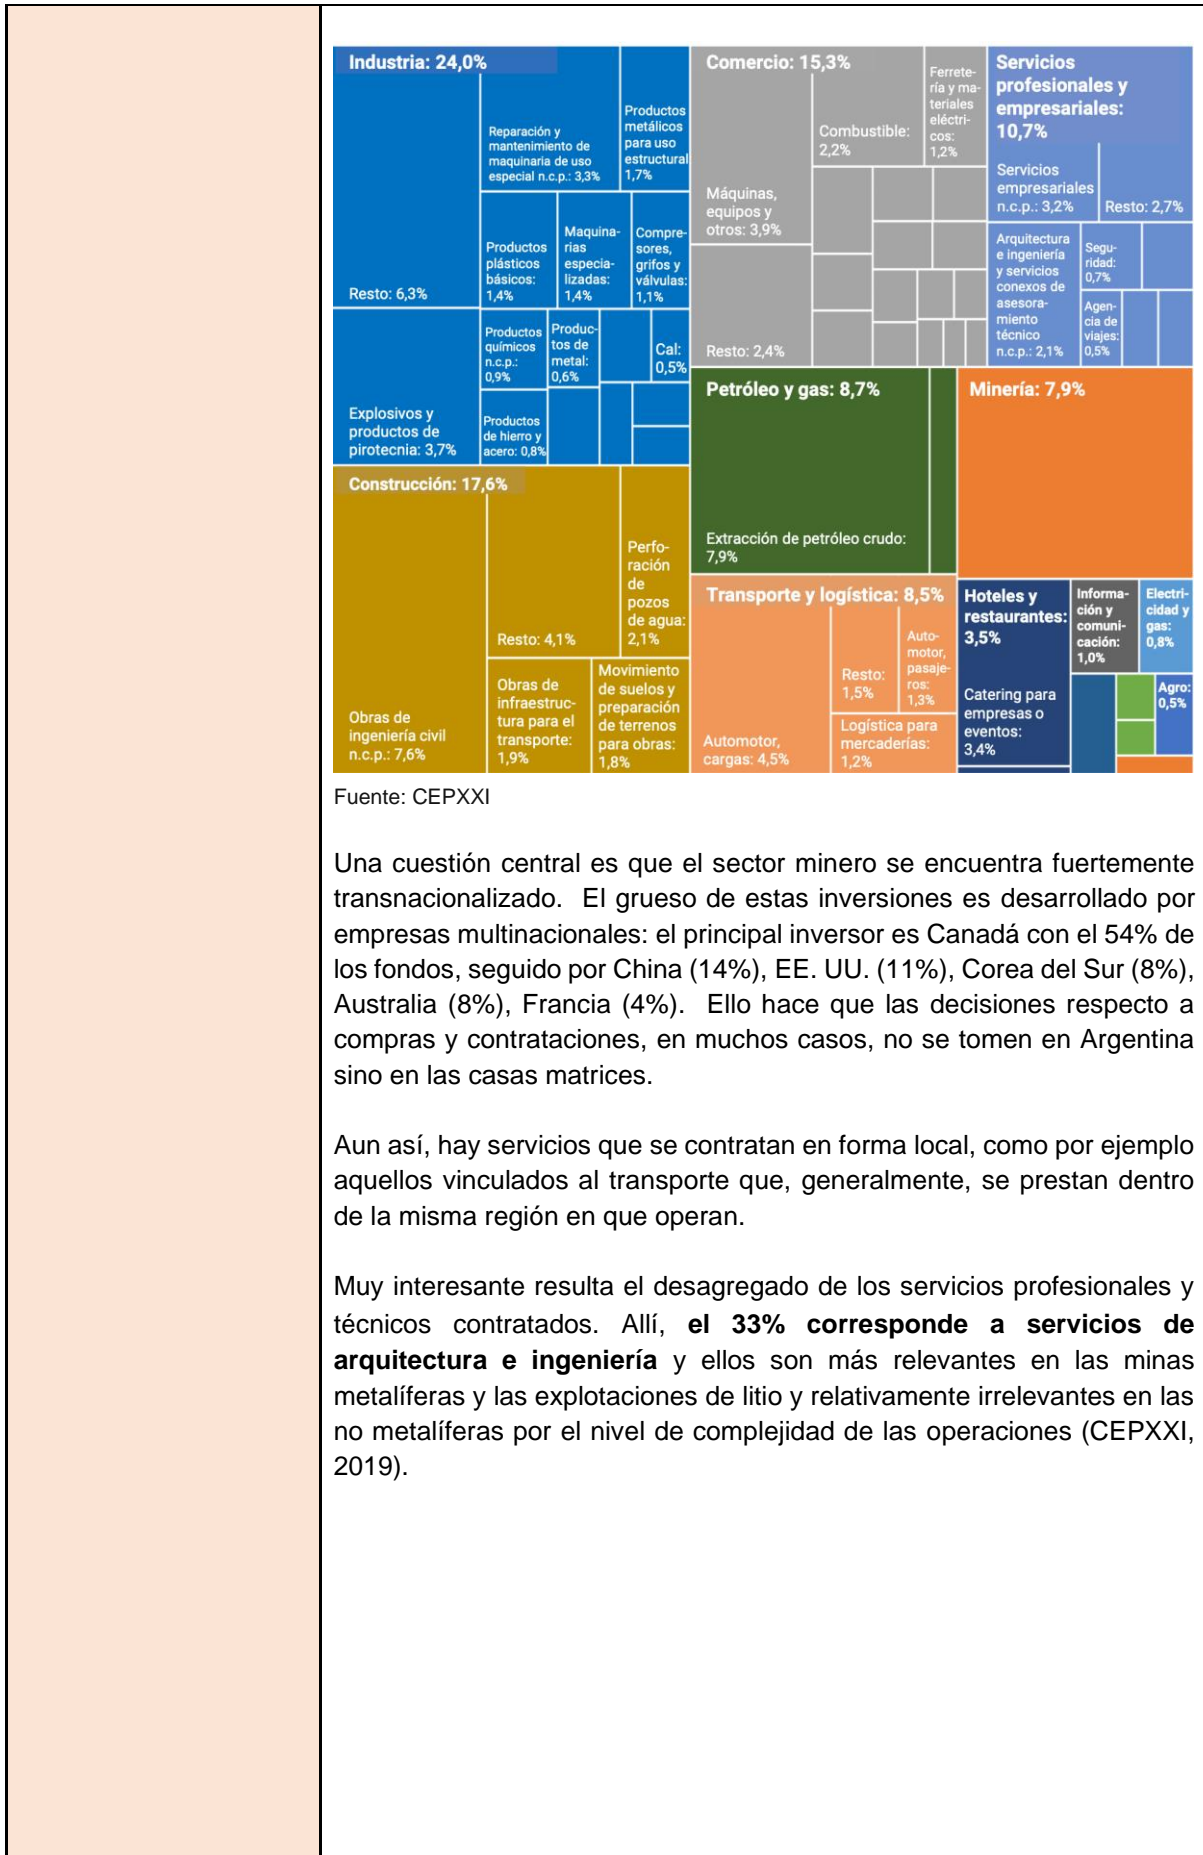 Industria: 24,0%
Reparación y
mantenimiento de
maquinaria de uso
especial n.c.p.: 3,3%
Productos
metálicos
para uso
estructural
1,7%
Resto: 6,3%
Productos
plásticos
básicos:
1,4%
Maquina-
rias
especia-
lizadas:
1,4%
Compre-
sores,
grifos y
válvulas:
1,1%
Explosivos y
productos de
pirotecnia: 3,7%
Productos
químicos
n.c.p.:
0,9%
Produc-
tos de
metal:
0,6%
Cal:
0,5%
Productos
de hierro y
acero: 0,8%
Comercio: 15,3%
Máquinas,
equipos y
otros: 3,9%
Combustible:
2,2%
Ferrete-
ría y ma-
teriales
eléctri-
cos:
1,2%
Resto: 2,4%
Servicios
profesionales y
empresariales:
10,7%
Servicios
empresariales
n.c.p.: 3,2%
Resto: 2,7%
Arquitectura
e ingeniería
y servicios
conexos de
asesora-
miento
técnico
n.c.p.: 2,1%
Segu-
ridad:
0,7%
Agen-
cia de
viajes:
0,5%
Construcción: 17,6%
Obras de
ingeniería civil
n.c.p.: 7,6%
Resto: 4,1%
Perfo-
ración
de
pozos
de agua:
2,1%
Obras de
infraestruc-
tura para el
transporte:
1,9%
Movimiento
de suelos y
preparación
de terrenos
para obras:
1,8%
Petróleo y gas: 8,7%
Extracción de petróleo crudo:
7,9%
Minería: 7,9%
Transporte y logística: 8,5%
Automotor,
cargas: 4,5%
Resto:
1,5%
Auto-
motor,
pasaje-
ros:
1,3%
Logística para
mercaderías:
1,2%
Hoteles y
restaurantes:
3,5%
Catering para
empresas o
eventos:
3,4%
Informa-
ción y
comuni-
cación:
1,0%
Electri-
cidad y
gas:
0,8%
Agro:
0,5%
Fuente: CEPXXI
Una cuestión central es que el sector minero se encuentra fuertemente
transnacionalizado. El grueso de estas inversiones es desarrollado por
empresas multinacionales: el principal inversor es Canadá con el 54% de
los fondos, seguido por China (14%), EE. UU. (11%), Corea del Sur (8%),
Australia (8%), Francia (4%). Ello hace que las decisiones respecto a
compras y contrataciones, en muchos casos, no se tomen en Argentina
sino en las casas matrices.
Aun así, hay servicios que se contratan en forma local, como por ejemplo
aquellos vinculados al transporte que, generalmente, se prestan dentro
de la misma región en que operan.
Muy interesante resulta el desagregado de los servicios profesionales y
técnicos contratados. Allí, el 33% corresponde a servicios de
arquitectura e ingeniería y ellos son más relevantes en las minas
metalíferas y las explotaciones de litio y relativamente irrelevantes en las
no metalíferas por el nivel de complejidad de las operaciones (CEPXXI,
2019).